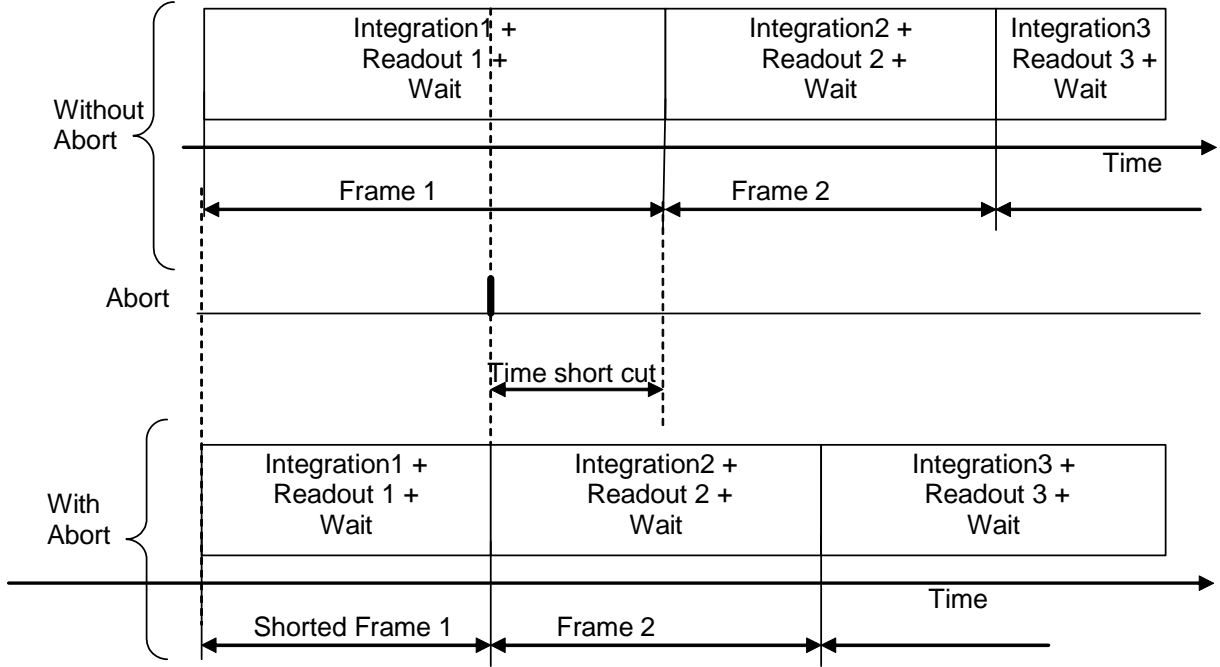 Integration1 +
Readout 1 +
Wait
Integration2 +
Readout 2 +
Wait
Integration3
Readout 3 +
Wait
Without
Abort
Time
Frame 1
Frame 2
Abort
Time short cut
Integration1 +
Readout 1 +
Wait
Integration2 +
Readout 2 +
Wait
Integration3 +
Readout 3 +
Wait
With
Abort
Time
Shorted Frame 1
Frame 2